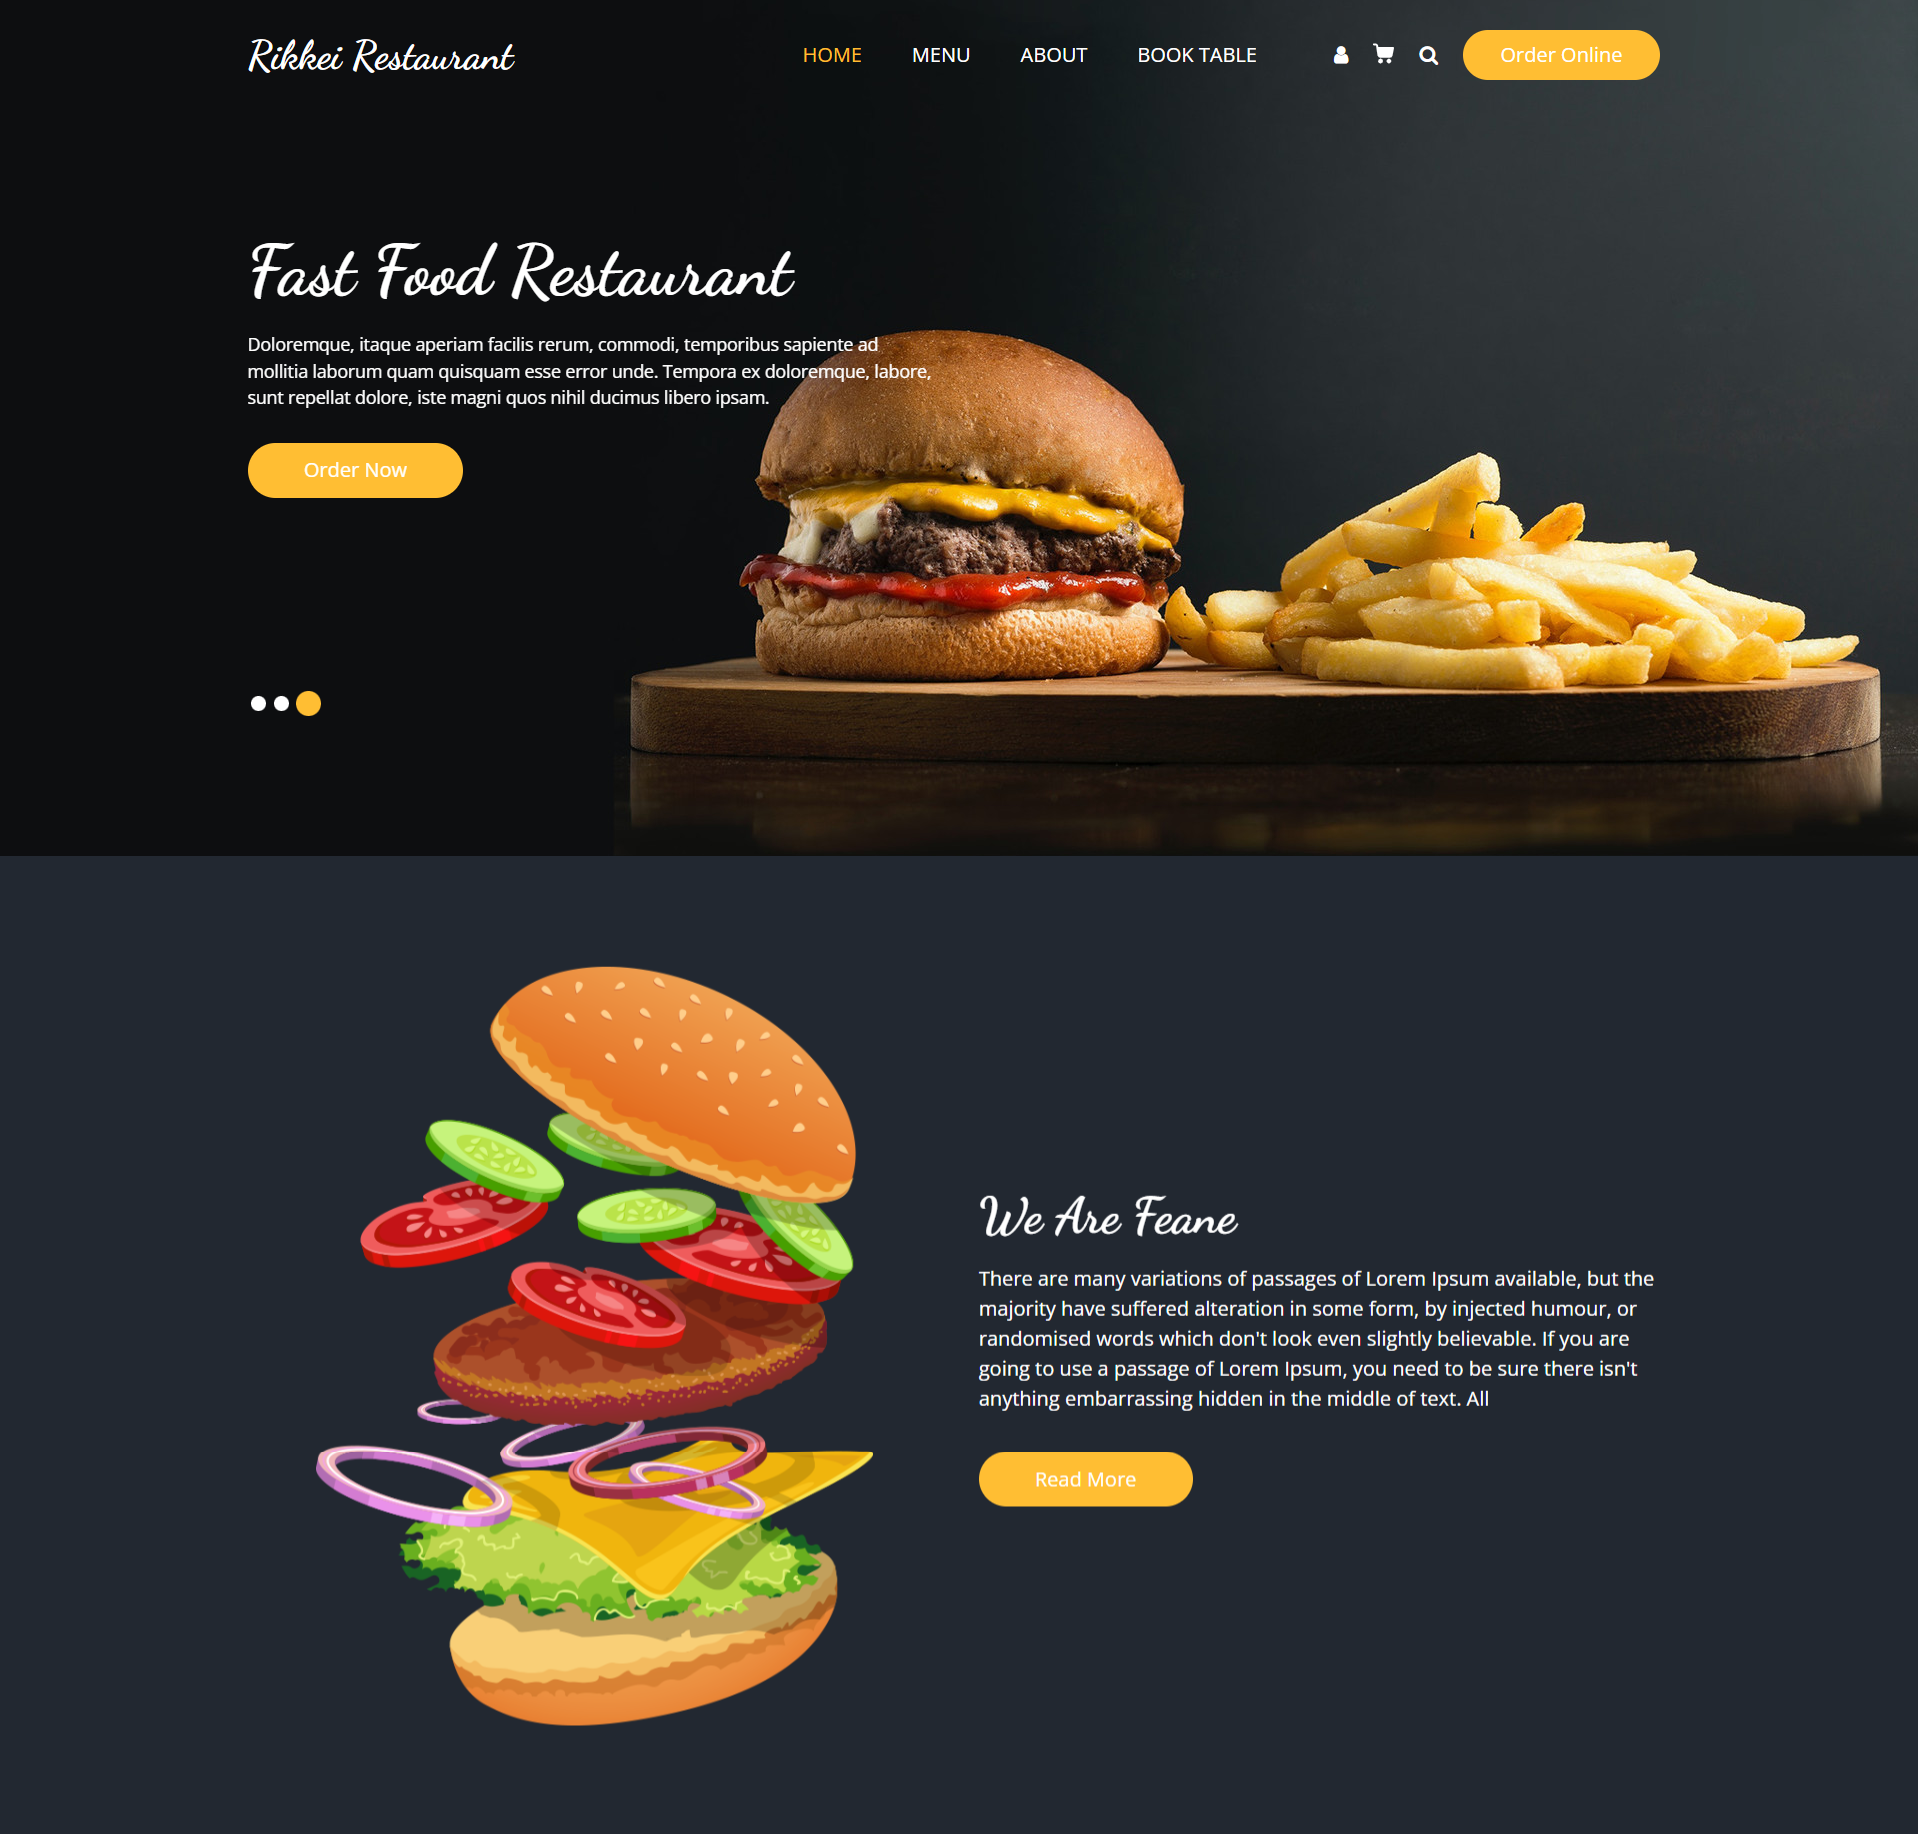 Rikkei Restaurant
HOME MENU ABOUT BOOK TABLE Order Online
Fast Food Restaurant
Doloremque, itaque aperiam facilis rerum, commodi, temporibus sapiente ad
mollitia laborum quam quisquam esse error unde. Tempora ex doloremque, labore,
sunt repellat dolore, iste magni quos nihil ducimus libero ipsam.
Order Now
We Are Feane
There are many variations of passages of Lorem Ipsum available, but the
majority have suffered alteration in some form, by injected humour, or
randomised words which don't look even slightly believable. If you are
going to use a passage of Lorem Ipsum, you need to be sure there isn't
anything embarrassing hidden in the middle of text. All
Read More